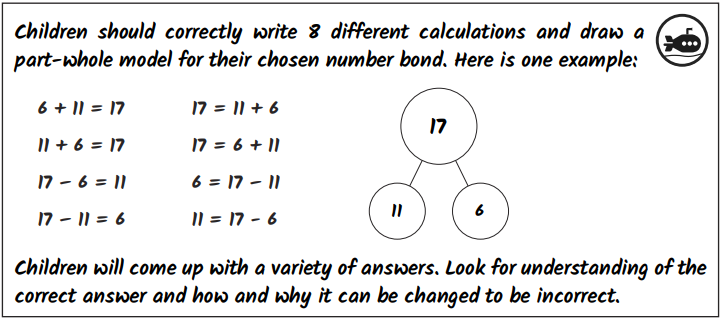 Children should correctly write 8 different calculations and draw a
part-whole model for their chosen number bond. Here is one example:
6 + 11 = 17 17 = 11 + 6
11 + 6 = 17 17 = 6 + 11
17 − 6 = 11 6 = 17 − 11
17 − 11 = 6 11 = 17 - 6
17
11 6
Children will come up with a variety of answers. Look for understanding of the
correct answer and how and why it can be changed to be incorrect.